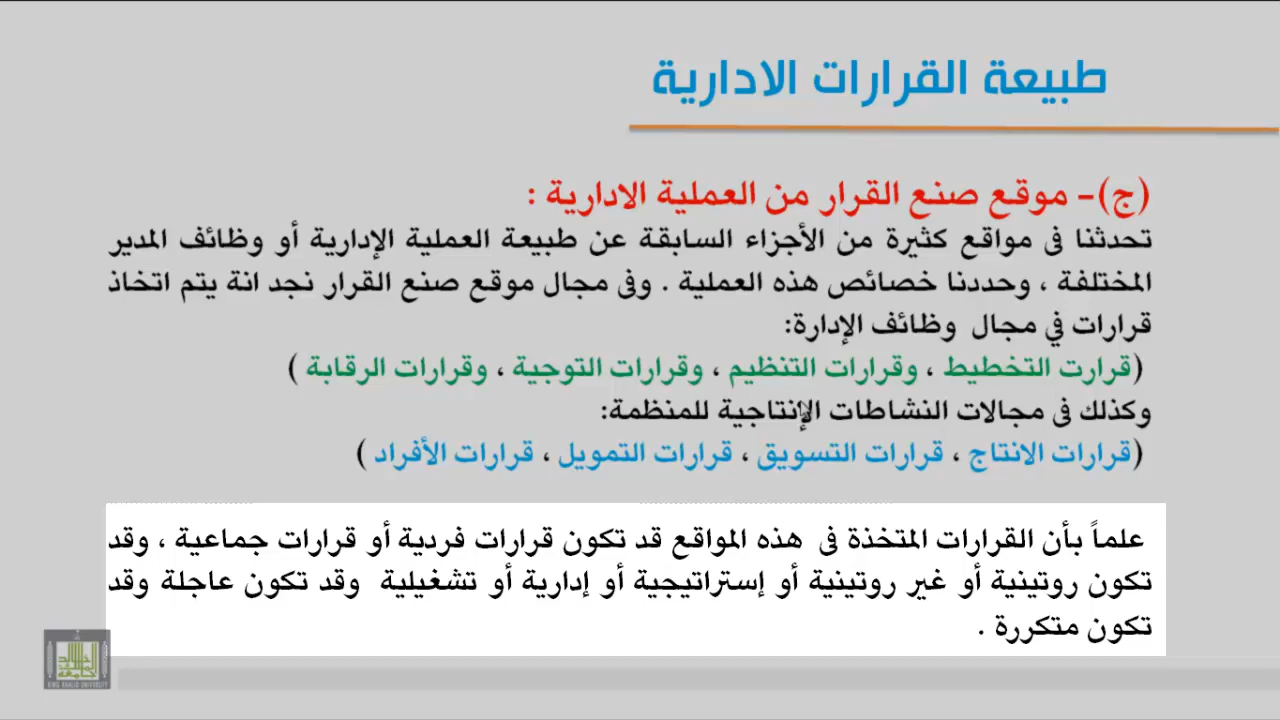 طبيعة القرارات الادارية
(ج)- موقع صنع القرار من العملية الادارية :
تحدثنا فى مواقع كثيرة من الأجزاء السابقة عن طبيعة العملية الإدارية أو وظائف المدير
المختلفة ، وحددنا خصائص هذه العملية . وفى مجال موقع صنع القرار نجد انة يتم اتخاذ
قرارات في مجال وظائف الإدارة:
(قرارت التخطيط ، وقرارات التنظيم ، وقرارات التوجية ، وقرارات الرقابة )
وكذلك فى مجالات النشاطات الإنتاجية للمنظمة:
(قرارات الانتاج ، قرارات التسويق ، قرارات التمويل ، قرارات الأفراد )
علماً بأن القرارات المتخذة فى هذه المواقع قد تكون قرارات فردية أو قرارات جماعية ، وقد
تكون روتينية أو غير روتينية أو إستراتيجية أو إدارية أو تشغيلية وقد تكون عاجلة وقد
تكون متكررة .
KING KHALID UNIVERSITY